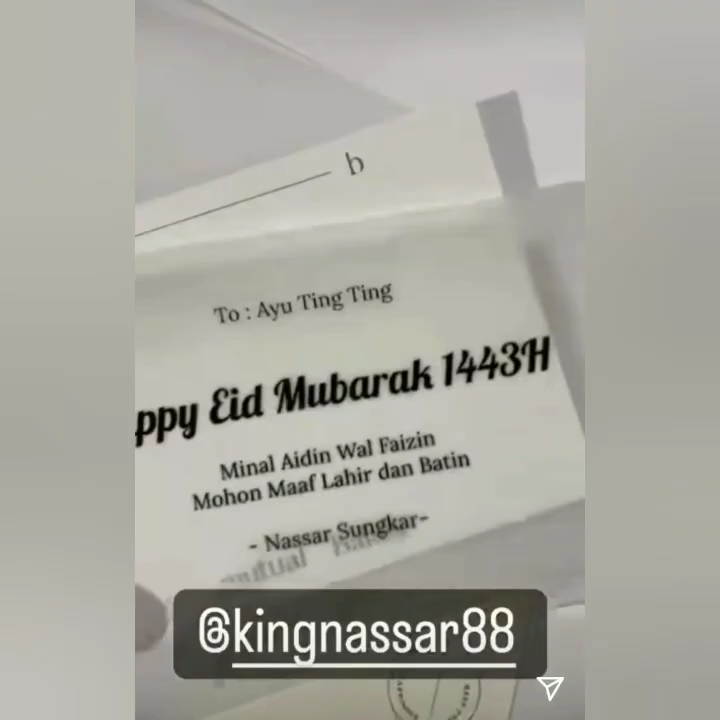 b
To : Ayu Ting Ting
ppy Eid Mubarak 1443H
Minal Aidin Wal Faizin
Mohon Maaf Lahir dan Batin
- Nassar Sungkar-
mutual
@kingnassar88